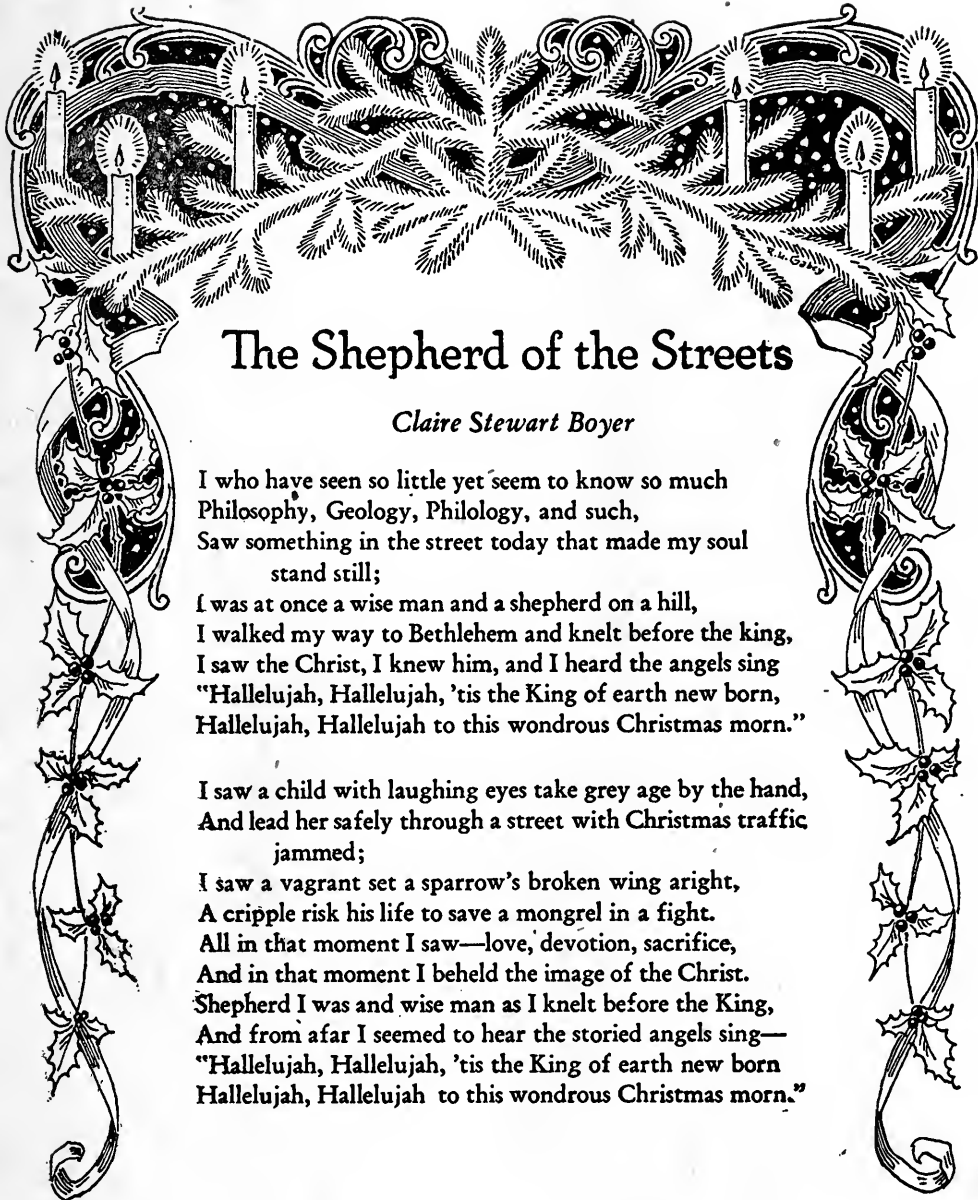 The Shepherd of the Streets
Claire Stewart Boyer
I who have seen so little yet seem to know so much
Philosophy, Geology, Philology, and such,
Saw something in the street today that made my soul
stand still;
I was at once a wise man and a shepherd on a hill,
I walked my way to Bethlehem and knelt before the king,
I saw the Christ, I knew him, and I heard the angels sing
"Hallelujah, Hallelujah, 'tis the King of earth new born,
Hallelujah, Hallelujah to this wondrous Christmas morn."
I saw a child with laughing eyes take grey age by the hand,
And lead her safely through a street with Christmas traffic
jammed;
I saw a vagrant set a sparrow's broken wing aright,
A cripple risk his life to save a mongrel in a fight.
All in that moment I saw—love, devotion, sacrifice,
And in that moment I beheld the image of the Christ.
Shepherd I was and wise man as I knelt before the King,
And from afar I seemed to hear the storied angels sing—
"Hallelujah, Hallelujah, 'tis the King of earth new born
Hallelujah, Hallelujah to this wondrous Christmas morn."